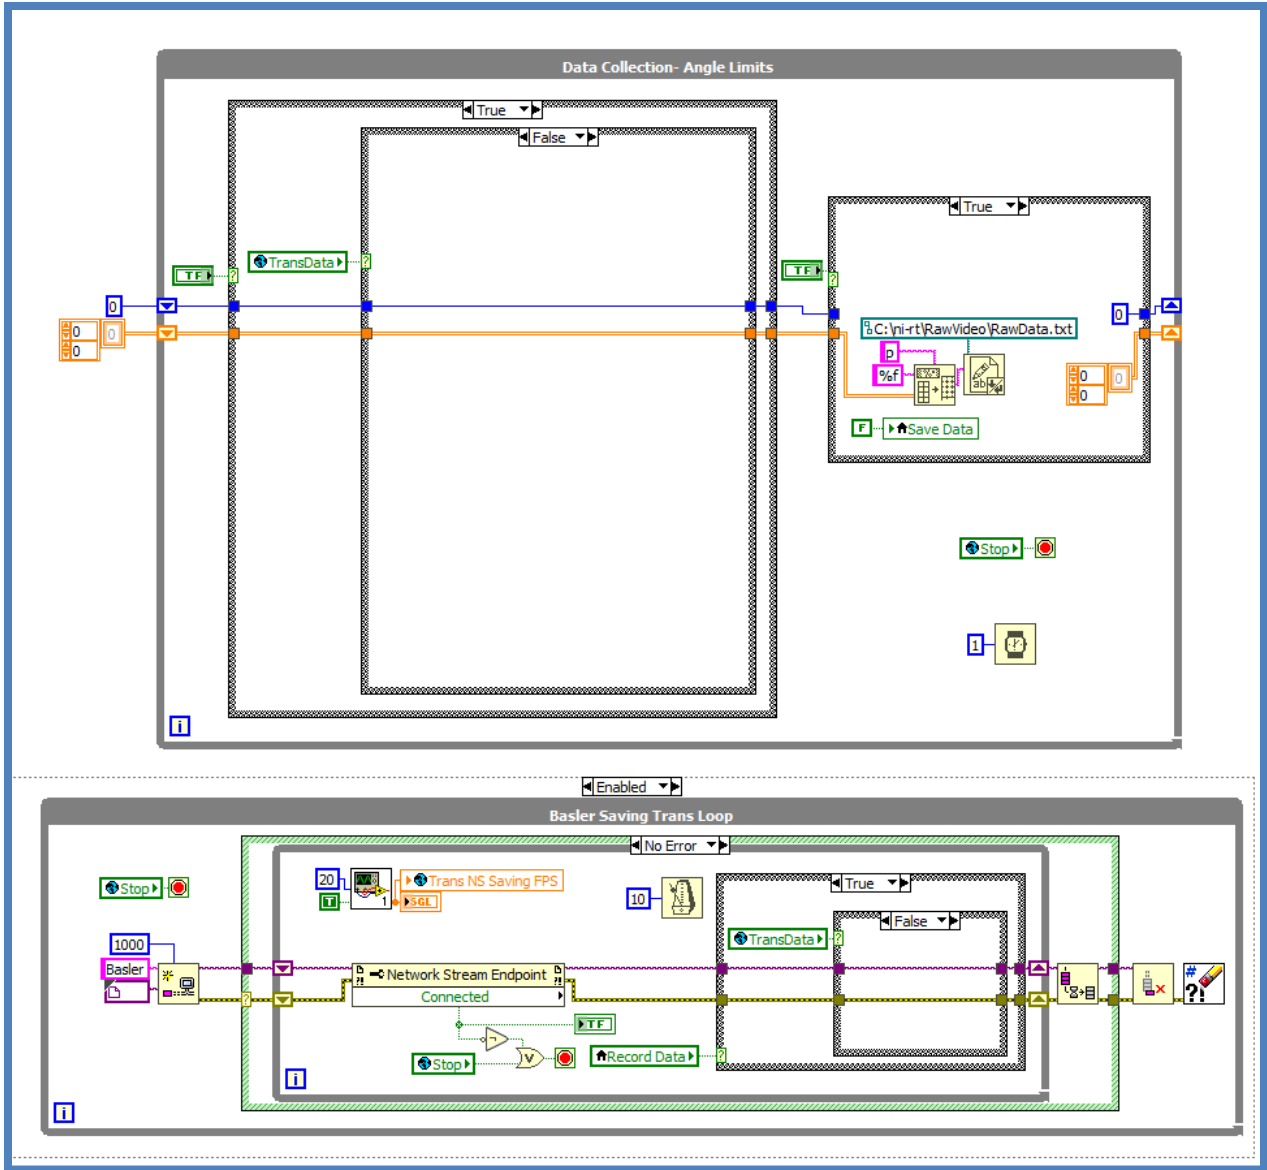 Data Collection- Angle Limits
True
False
True
TransData
TF
TF
0
0
0
0
0
C:\ni-rt\RawVideo\RawData.txt
p
%f
0
0
0
F
Save Data
Stop
1
i
Enabled
Basler Saving Trans Loop
No Error
20
Trans NS Saving FPS
T
1
SGL
10
True
False
Stop
TransData
1000
Basler
Network Stream Endpoint
Connected
TF
Stop
V
Record Data
i
i